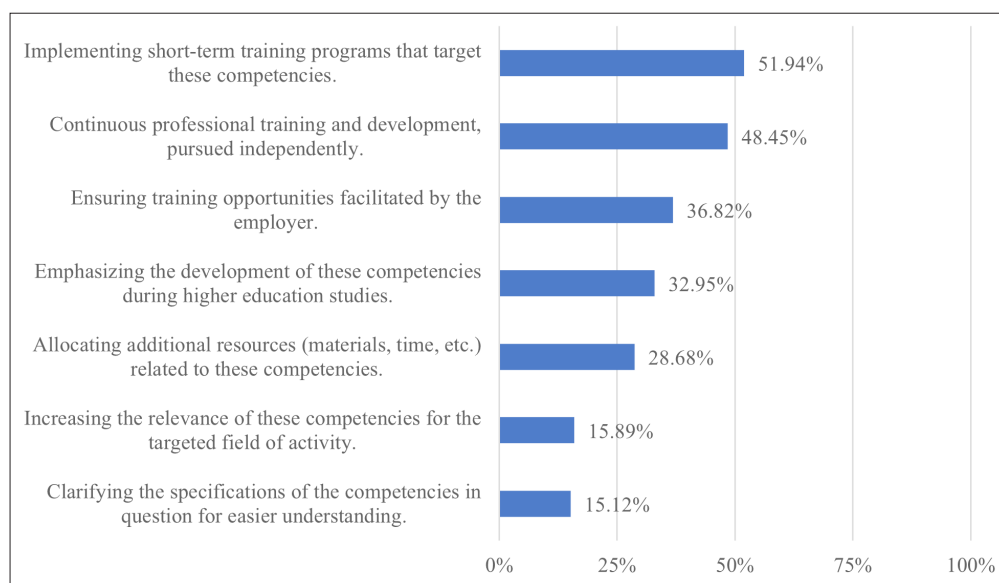 Implementing short-term training programs that target
these competencies.
51.94%
Continuous professional training and development,
pursued independently.
48.45%
Ensuring training opportunities facilitated by the
employer.
36.82%
Emphasizing the development of these competencies
during higher education studies.
32.95%
Allocating additional resources (materials, time, etc.)
related to these competencies.
28.68%
Increasing the relevance of these competencies for the
targeted field of activity.
15.89%
Clarifying the specifications of the competencies in
question for easier understanding.
15.12%
0% 25% 50% 75% 100%